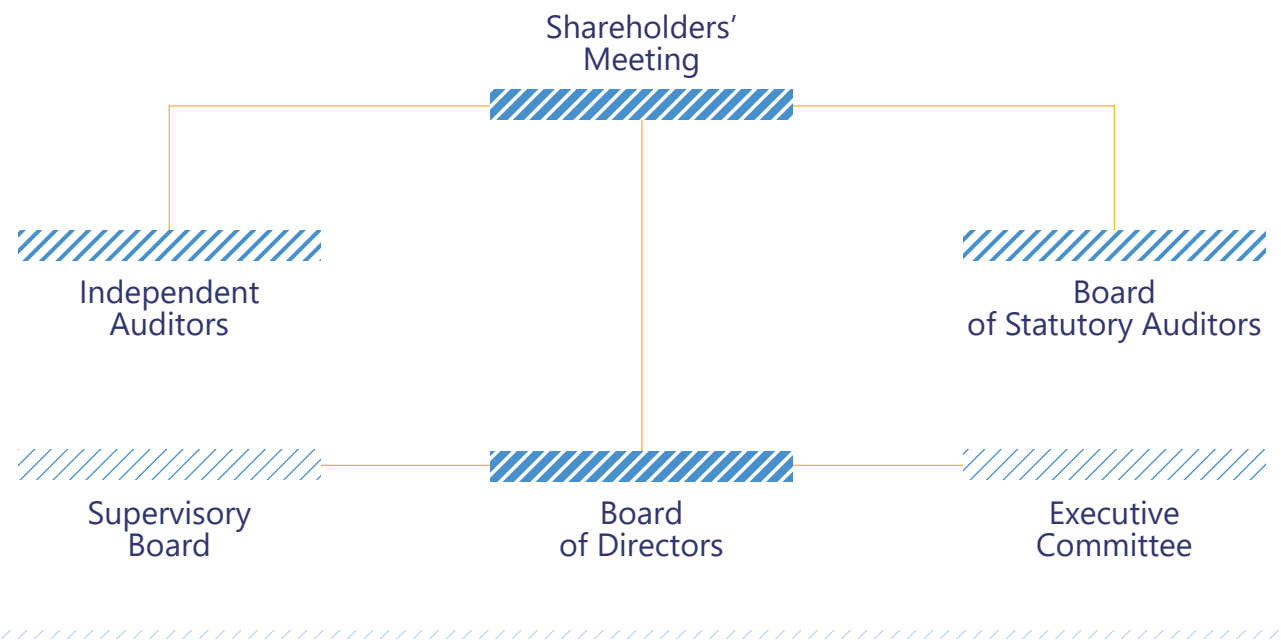 Shareholders’
Meeting
Independent
Auditors
Board
of Statutory Auditors
Supervisory
Board
Board
of Directors
Executive
Committee